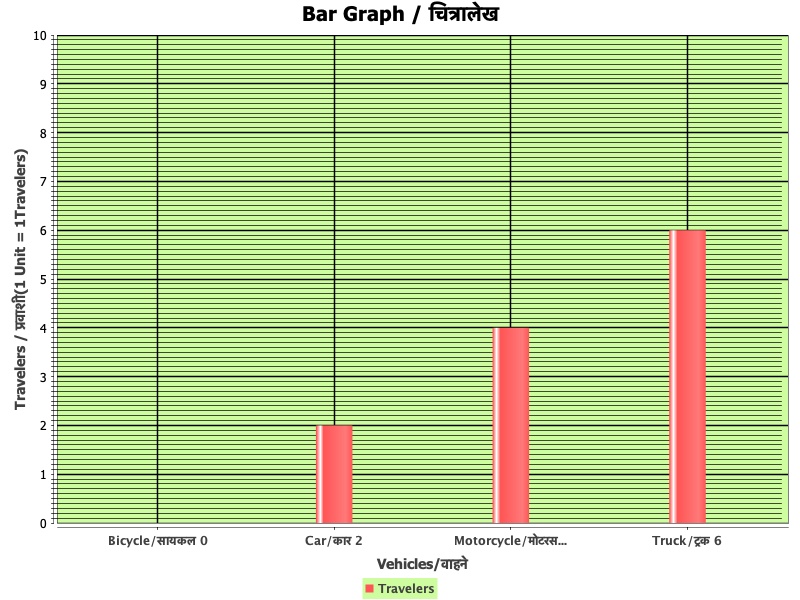 Bar Graph / चित्रालेख
10
9
8
7
6
5
4
3
2
1
0
Travelers / प्रवाशी(1 Unit = 1Travelers)
Bicycle/सायकल 0
Car/कार 2
Motorcycle/मोटरस...
Truck/ट्रक 6
Vehicles/वाहने
Travelers